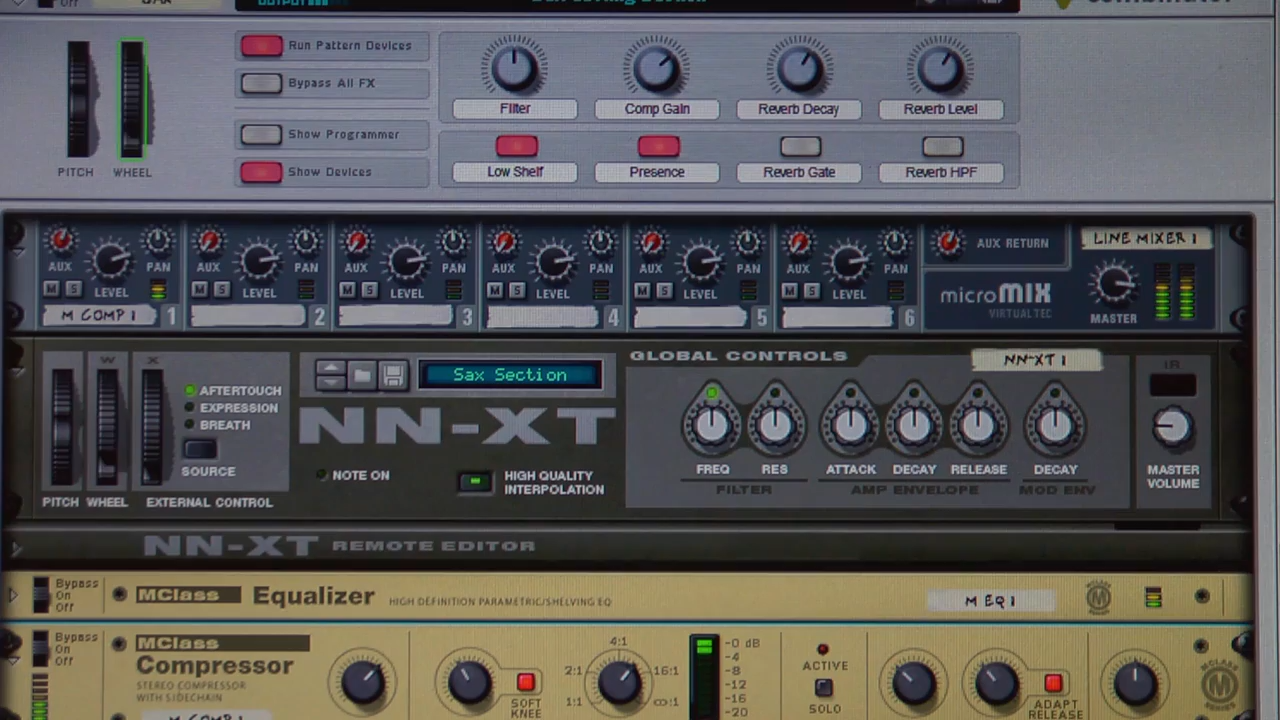 Run Pattern Devices
Bypass All FX
Show Programmer
Show Devices
PITCH WHEEL
Filter Comp Gain Reverb Decay Reverb Level
Low Shelf Presence Reverb Gate Reverb HPF
AUX PAN AUX PAN AUX PAN AUX PAN AUX PAN AUX PAN
M S LEVEL M S LEVEL M S LEVEL M S LEVEL M S LEVEL M S LEVEL
M COMP 1 1 2 3 4 5 6
AUX RETURN
LINE MIXER 1
microMIX
VIRTUAL TEC
MASTER
W X
AFTERTOUCH
EXPRESSION
BREATH
SOURCE
PITCH WHEEL EXTERNAL CONTROL
Sax Section
NN-XT
NOTE ON
HIGH QUALITY
INTERPOLATION
GLOBAL CONTROLS
NN-XT 1
FREQ RES ATTACK DECAY RELEASE DECAY
FILTER AMP ENVELOPE MOD ENV
MASTER
VOLUME
NN-XT REMOTE EDITOR
Bypass
On
Off
MClass Equalizer HIGH DEFINITION PARAMETRIC/SHELVING EQ
M EQ 1
Bypass
On
Off
MClass
Compressor
STEREO COMPRESSOR
WITH SIDECHAIN
M COMP 1
SOFT
KNEE
4:1
2:1 16:1
1:1 ∞:1
-0 dB
-4
-8
-12
-16
-20
ACTIVE
SOLO
ADAPT
RELEASE
MCLASS
SERIES